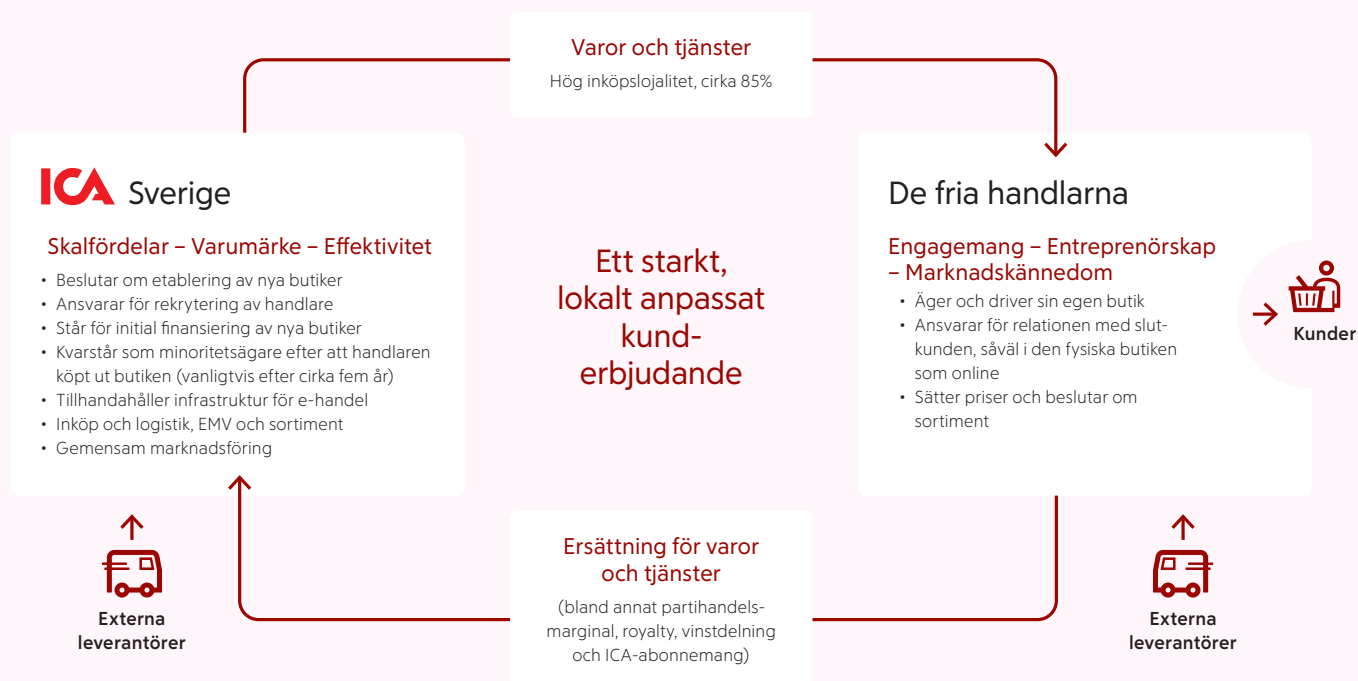 Varor och tjänster
Hög inköpslojalitet, cirka 85%
ICA Sverige
Skalfördelar – Varumärke – Effektivitet
• Beslutar om etablering av nya butiker
• Ansvarar för rekrytering av handlare
• Står för initial finansiering av nya butiker
• Kvarstår som minoritetsägare efter att handlaren
köpt ut butiken (vanligtvis efter cirka fem år)
• Tillhandahåller infrastruktur för e-handel
• Inköp och logistik, EMV och sortiment
• Gemensam marknadsföring
Ett starkt,
lokalt anpassat
kund-
erbjudande
De fria handlarna
Engagemang – Entreprenörskap
– Marknadskännedom
• Äger och driver sin egen butik
• Ansvarar för relationen med slut-
kunden, såväl i den fysiska butiken
som online
• Sätter priser och beslutar om
sortiment
Kunder
Externa
leverantörer
Ersättning för varor
och tjänster
(bland annat partihandels-
marginal, royalty, vinstdelning
och ICA-abonnemang)
Externa
leverantörer